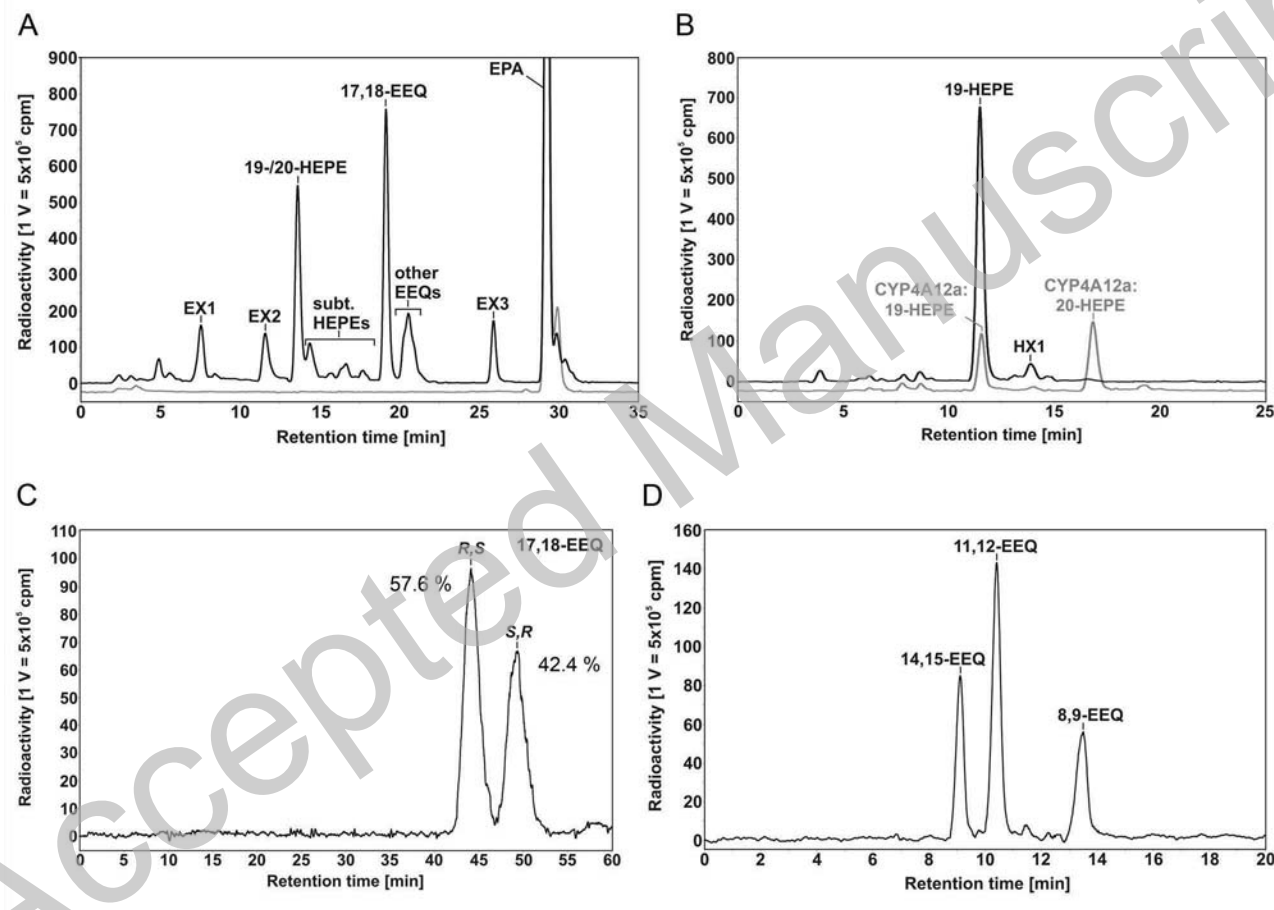 A
Radioactivity [1 V = 5x10⁵ cpm]
900
800
700
600
500
400
300
200
100
0
EPA
17,18-EEQ
19-/20-HEPE
other
EEQs
subt.
HEPEs
EX1
EX2
EX3
0 5 10 15 20 25 30 35
Retention time [min]
B
Radioactivity [1 V = 5x10⁵ cpm]
800
700
600
500
400
300
200
100
0
19-HEPE
CYP4A12a:
19-HEPE
CYP4A12a:
20-HEPE
HX1
0 5 10 15 20 25
Retention time [min]
C
Radioactivity [1 V = 5x10⁵ cpm]
110
100
90
80
70
60
50
40
30
20
10
0
R,S
17,18-EEQ
57.6 %
S,R
42.4 %
0 5 10 15 20 25 30 35 40 45 50 55 60
Retention time [min]
D
Radioactivity [1 V = 5x10⁵ cpm]
160
140
120
100
80
60
40
20
0
11,12-EEQ
14,15-EEQ
8,9-EEQ
0 2 4 6 8 10 12 14 16 18 20
Retention time [min]
Accepted Manuscri